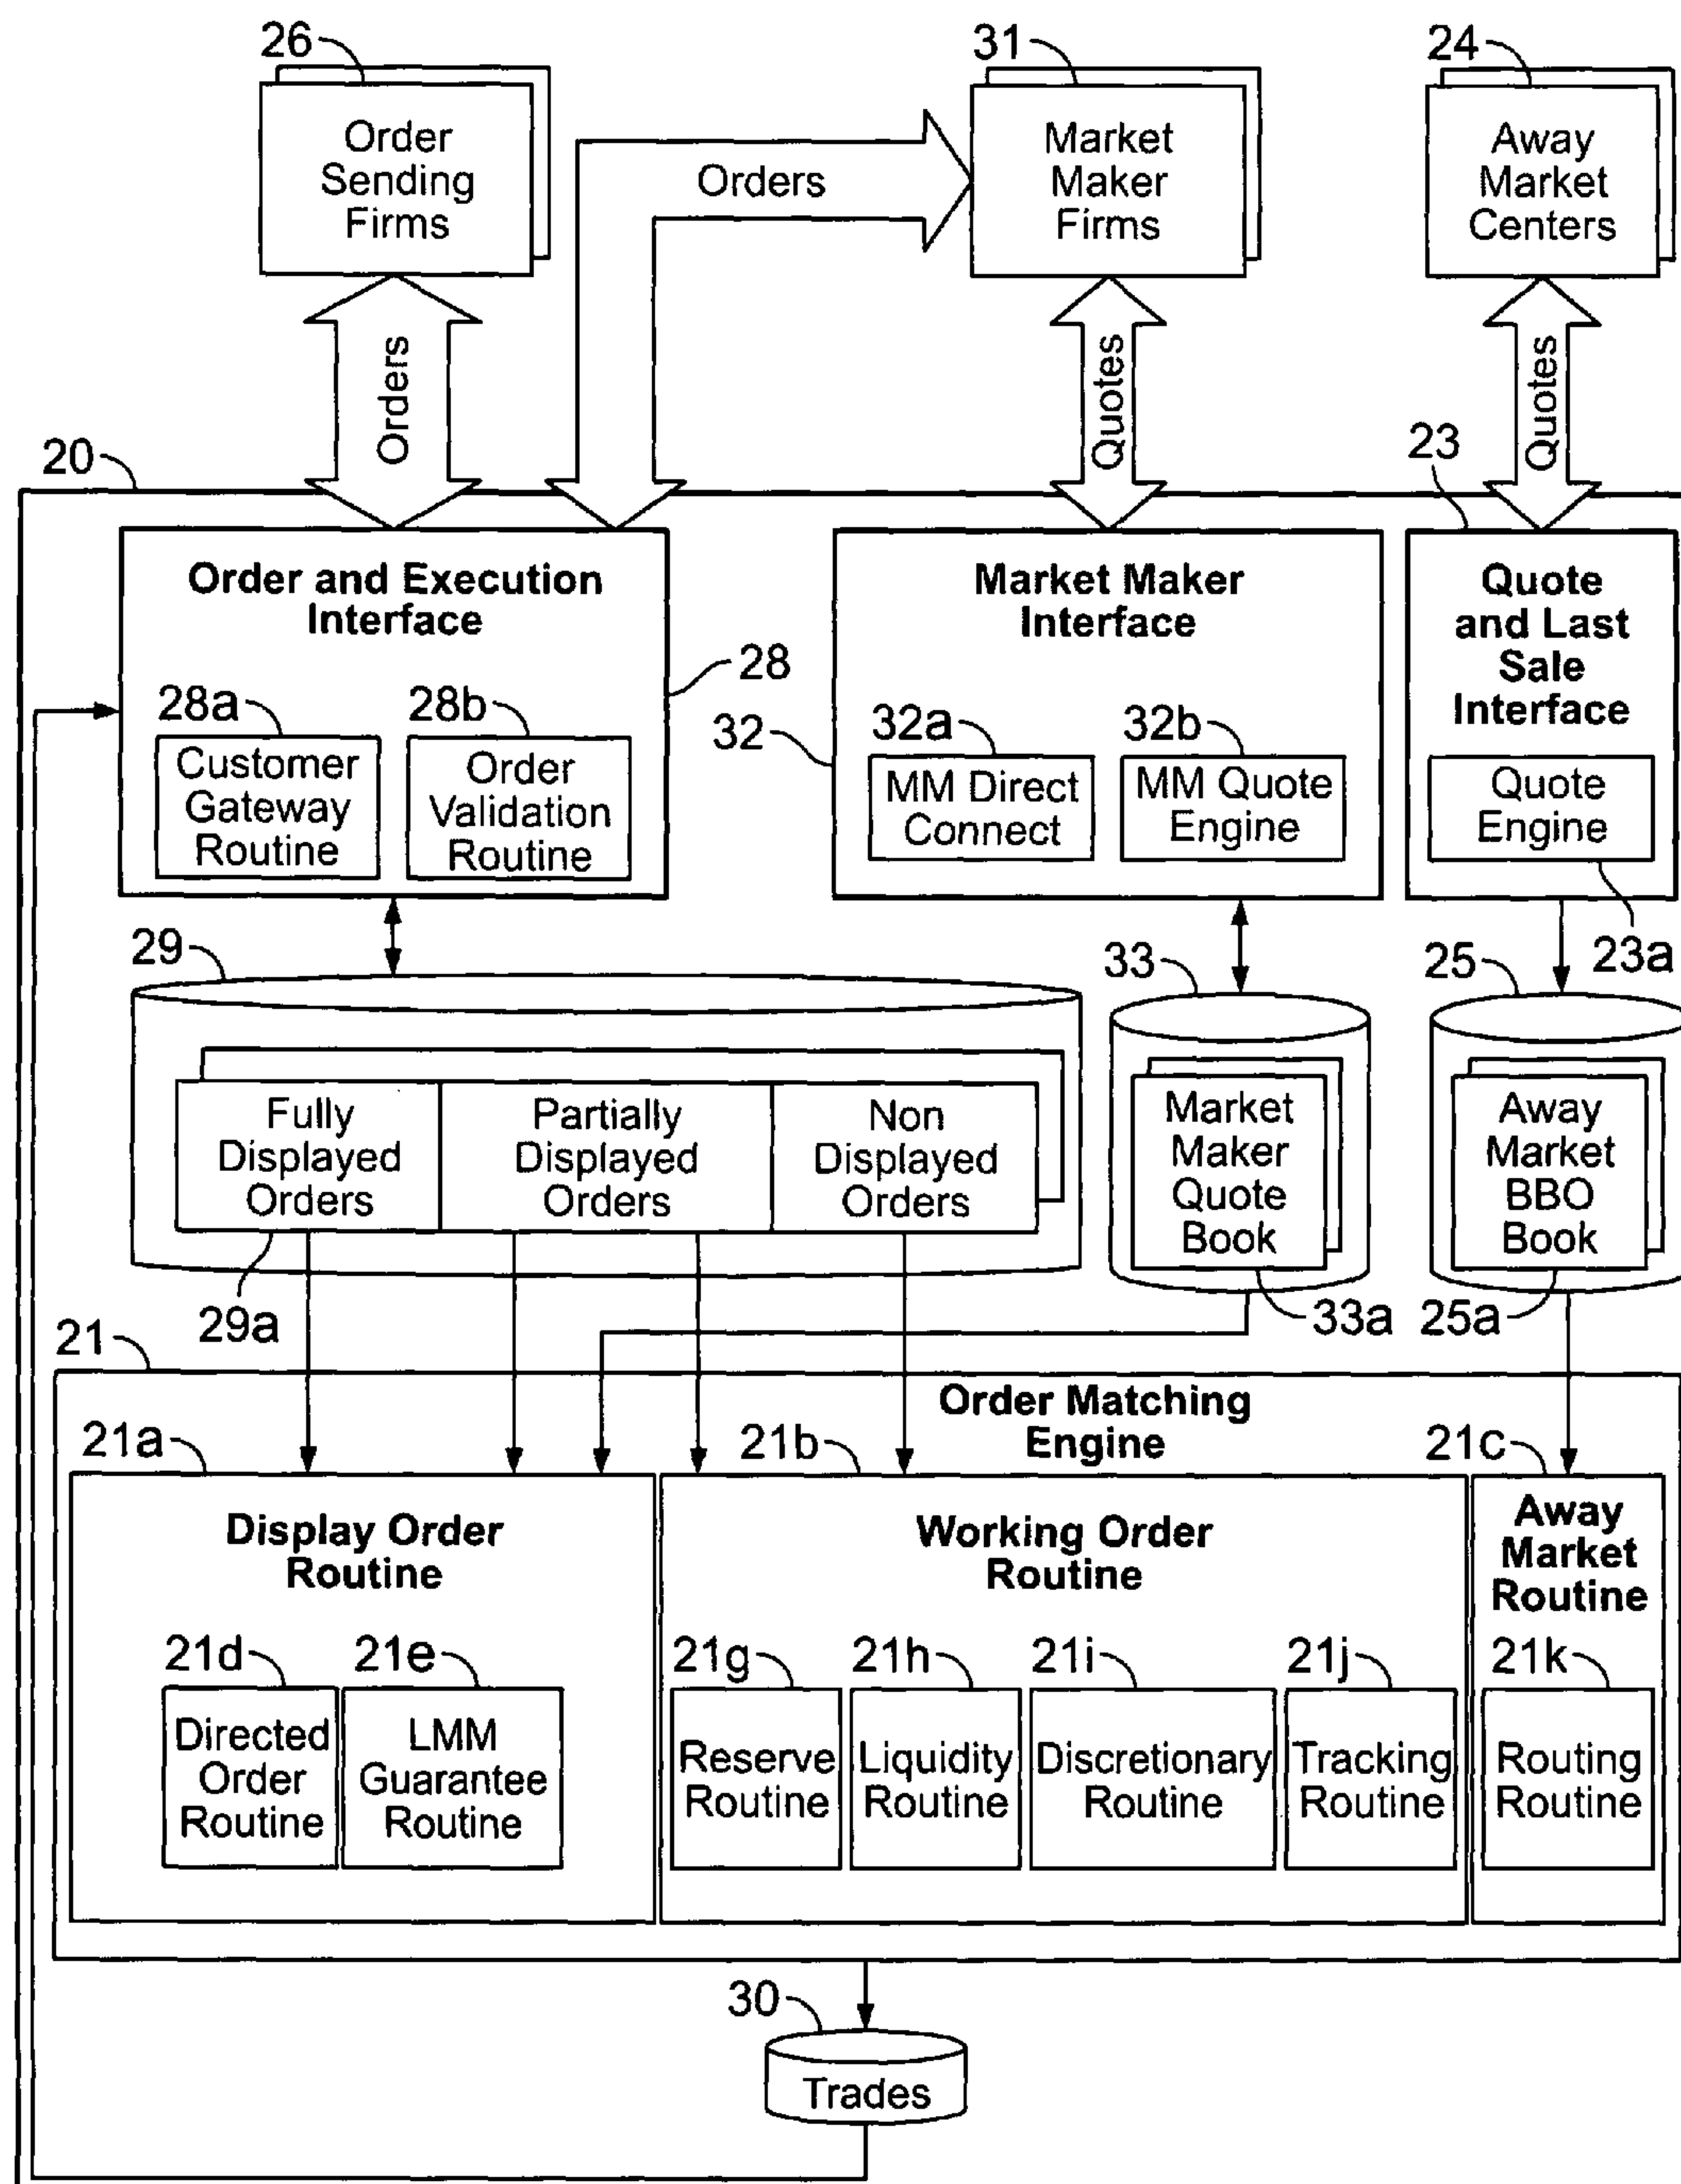 26
31
24
Order
Sending
Firms
Orders
Market
Maker
Firms
Away
Market
Centers
Orders
Quotes
Quotes
20
23
Order and Execution
Interface
28
28a
28b
Customer
Gateway
Routine
Order
Validation
Routine
Market Maker
Interface
32
32a
32b
MM Direct
Connect
MM Quote
Engine
Quote
and Last
Sale
Interface
Quote
Engine
23a
29
33
25
Fully
Displayed
Orders
Partially
Displayed
Orders
Non
Displayed
Orders
29a
Market
Maker
Quote
Book
33a
Away
Market
BBO
Book
25a
21
Order Matching
Engine
21a
21b
21c
Display Order
Routine
Working Order
Routine
Away
Market
Routine
21d
21e
21g
21h
21i
21j
21k
Directed
Order
Routine
LMM
Guarantee
Routine
Reserve
Routine
Liquidity
Routine
Discretionary
Routine
Tracking
Routine
Routing
Routine
30
Trades